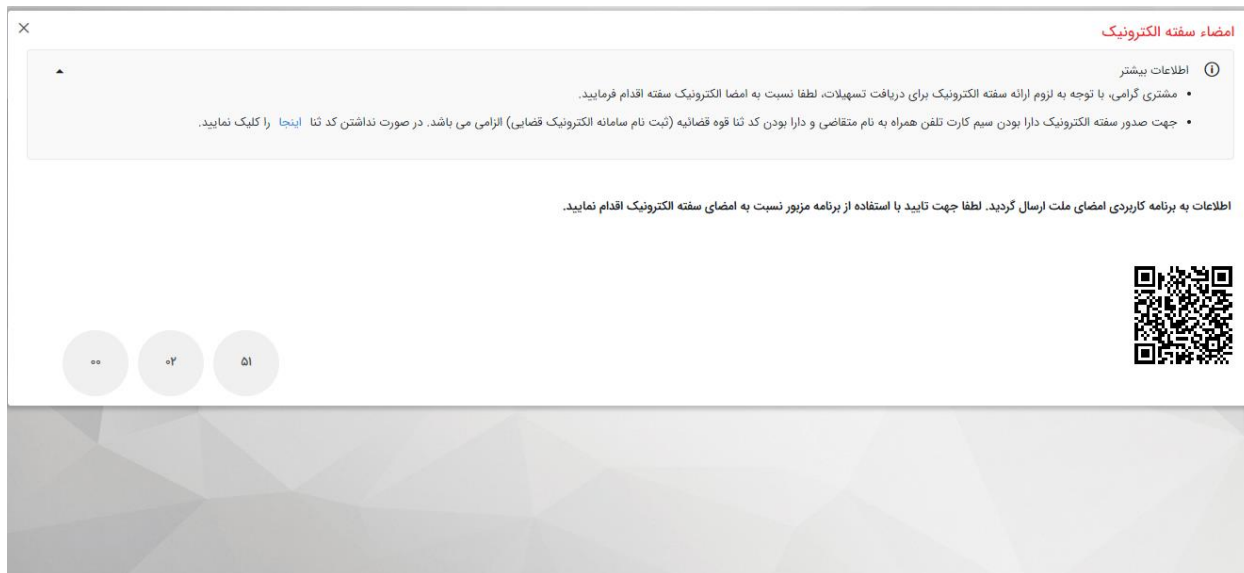 امضاء سفته الکترونیک
اطلاعات بیشتر
مشتری گرامی، با توجه به لزوم ارائه سفته الکترونیک برای دریافت تسهیلات، لطفا نسبت به امضا الکترونیک سفته اقدام فرمایید.
جهت صدور سفته الکترونیک دارا بودن سیم کارت تلفن همراه به نام متقاضی و دارا بودن کد ثنا قوه قضائیه (ثبت نام سامانه الکترونیک قضایی) الزامی می باشد. در صورت نداشتن کد ثنا اینجا را کلیک نمایید.
اطلاعات به برنامه کاربردی امضای ملت ارسال گردید. لطفا جهت تایید با استفاده از برنامه مزبور نسبت به امضای سفته الکترونیک اقدام نمایید.
۰۰ ۰۲ ۵۱